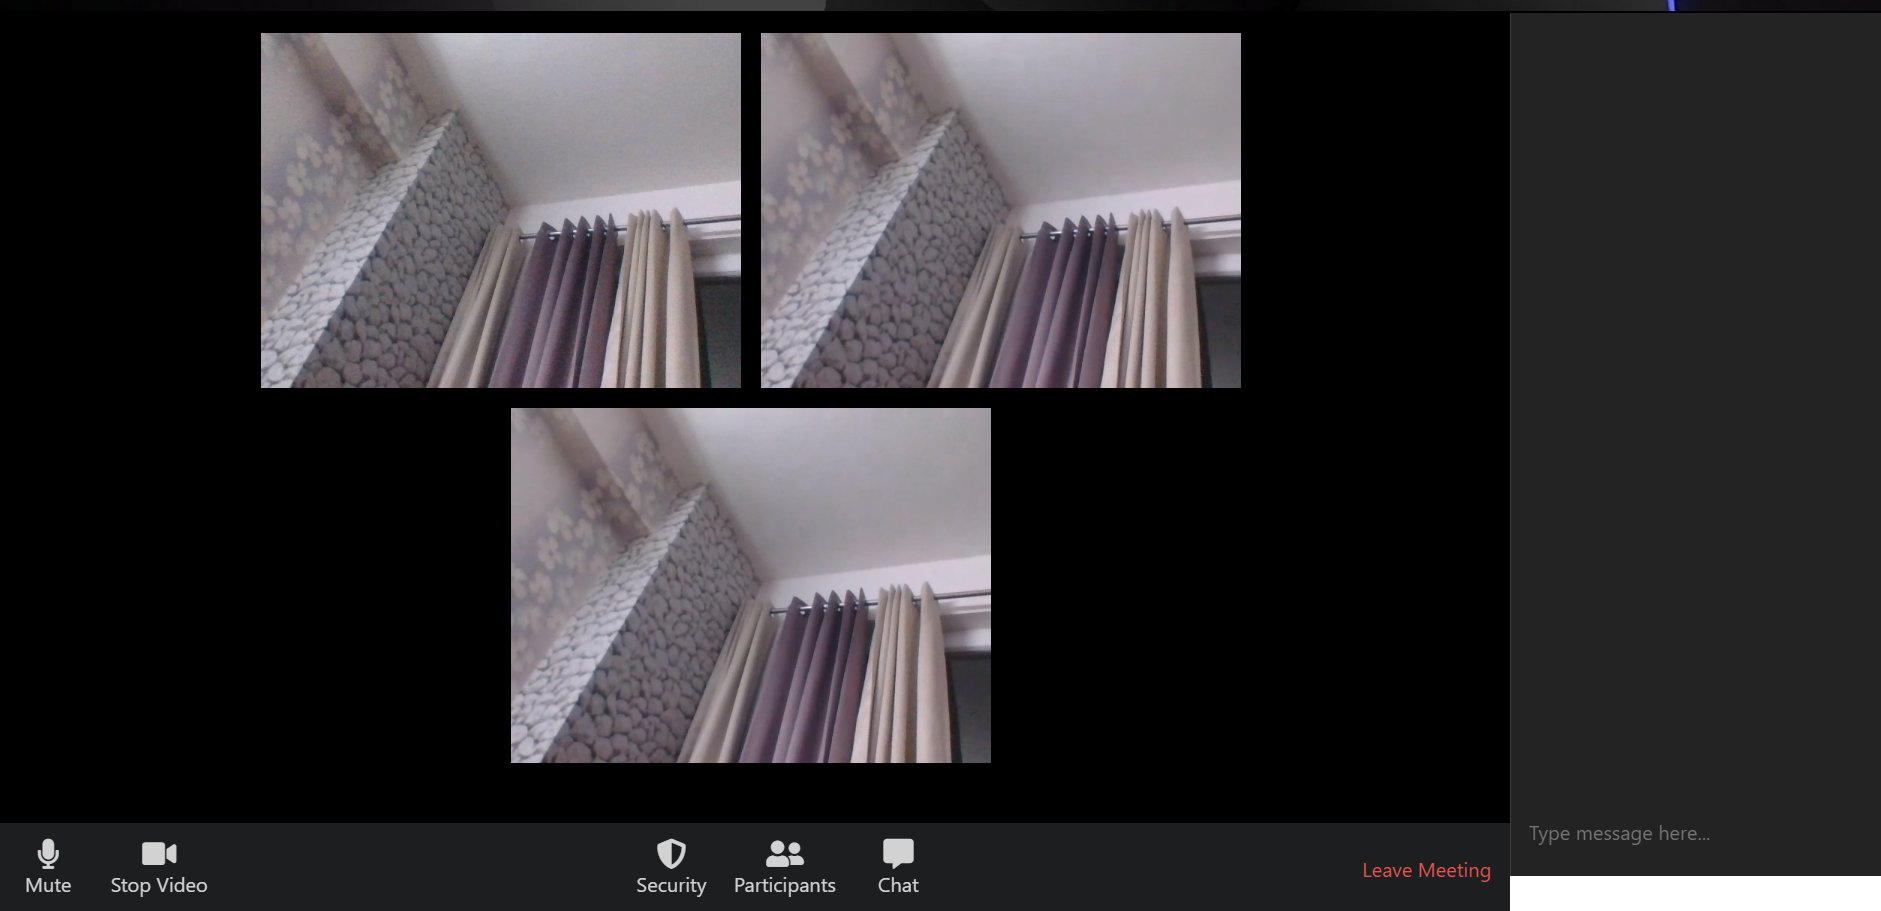 Type message here...
Mute
Stop Video
Security
Participants
Chat
Leave Meeting